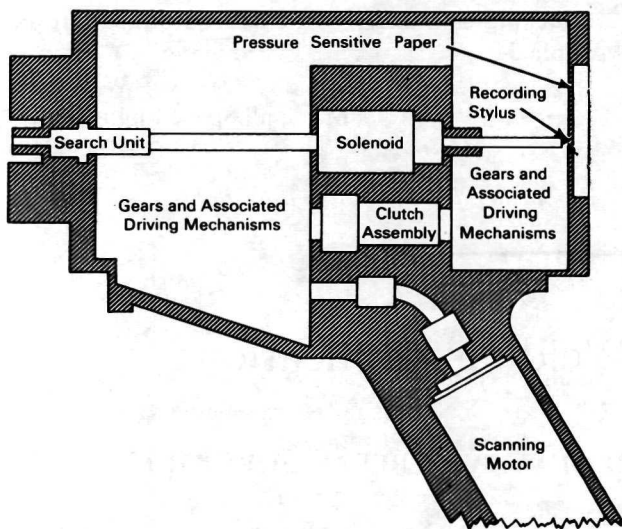 Pressure Sensitive Paper
Recording
Stylus
Search Unit
Solenoid
Gears and Associated
Driving Mechanisms
Clutch
Assembly
Gears and
Associated
Driving
Mechanisms
Scanning
Motor